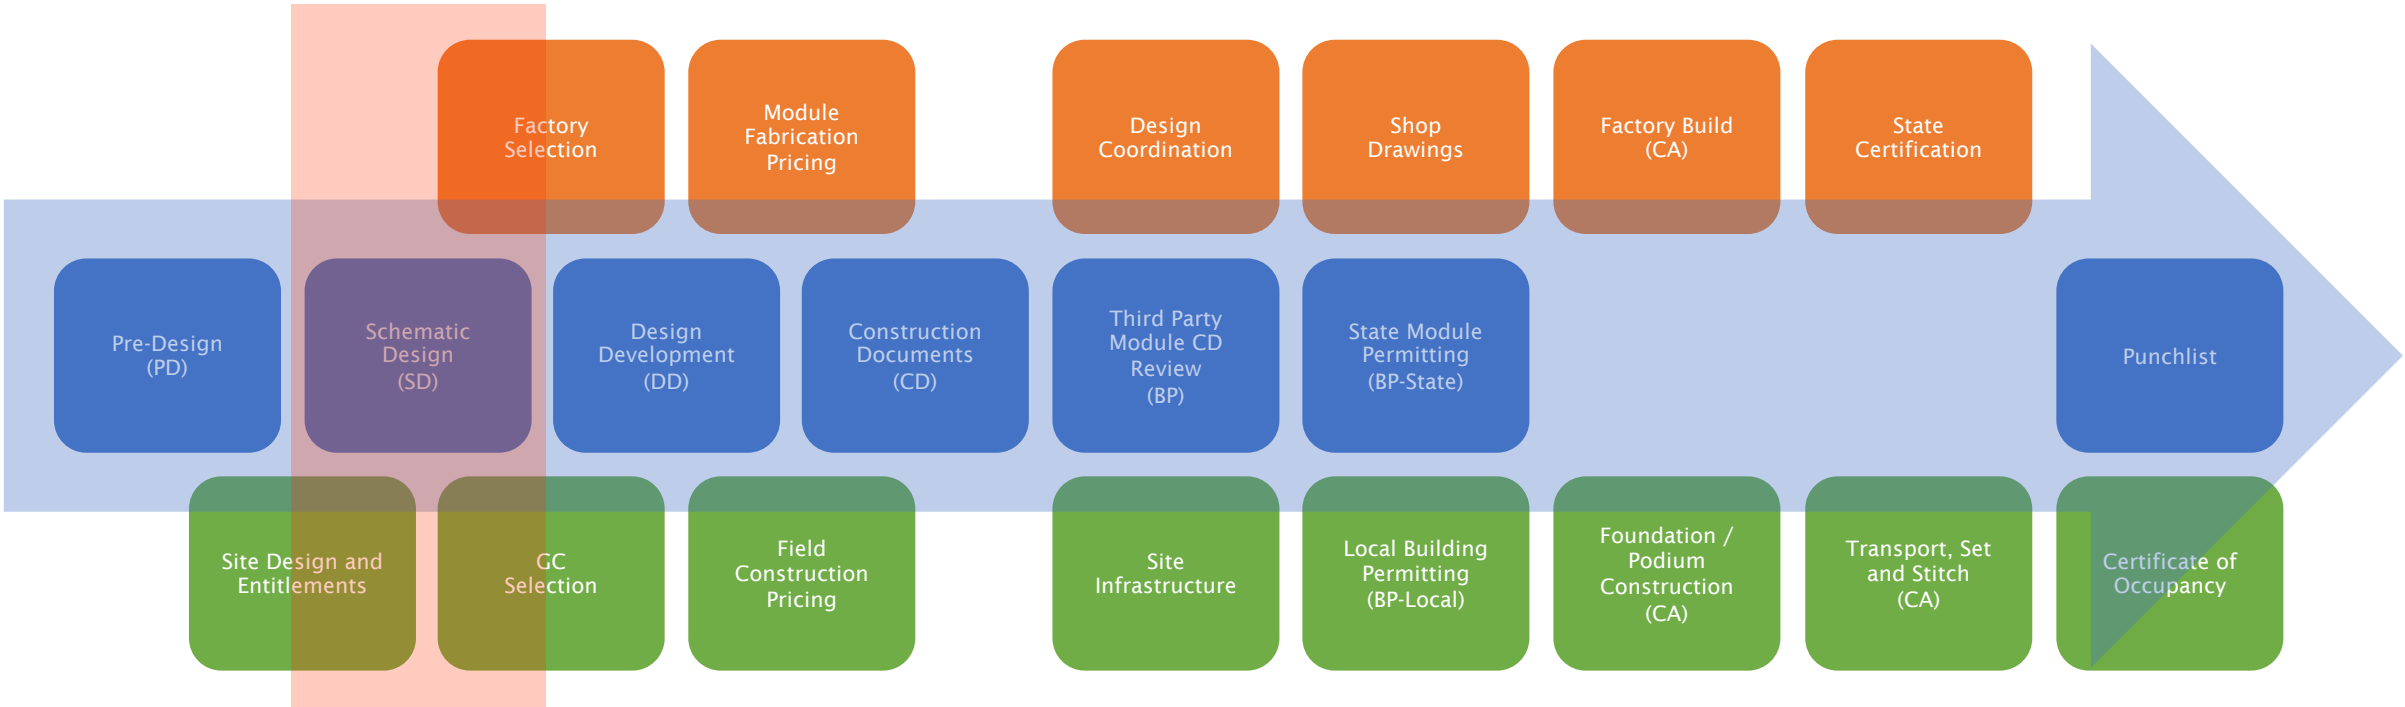 Factory
Selection
Module
Fabrication
Pricing
Design
Coordination
Shop
Drawings
Factory Build
(CA)
State
Certification
Pre-Design
(PD)
Schematic
Design
(SD)
Design
Development
(DD)
Construction
Documents
(CD)
Third Party
Module CD
Review
(BP)
State Module
Permitting
(BP-State)
Punchlist
Site Design and
Entitlements
GC
Selection
Field
Construction
Pricing
Site
Infrastructure
Local Building
Permitting
(BP-Local)
Foundation /
Podium
Construction
(CA)
Transport, Set
and Stitch
(CA)
Certificate of
Occupancy